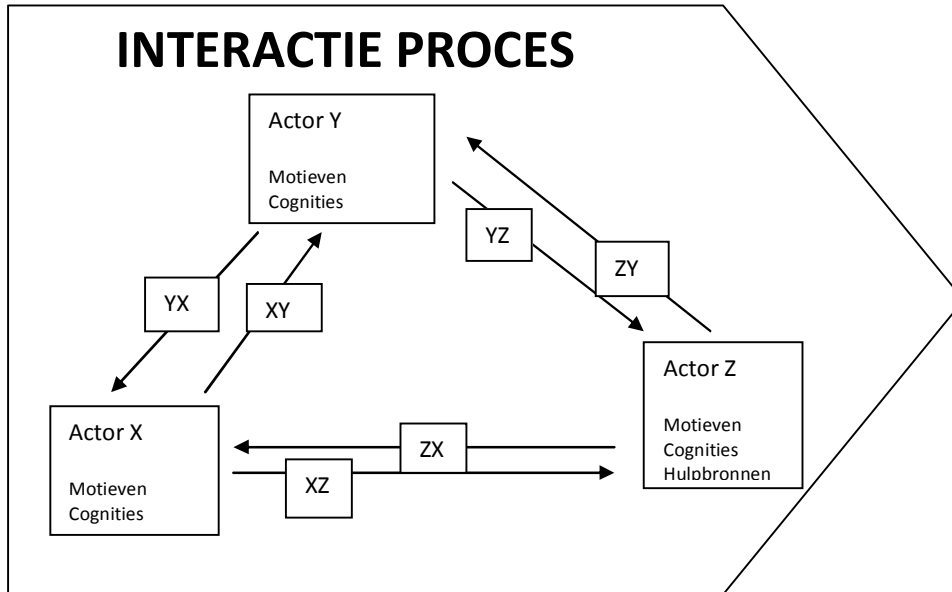 INTERACTIE PROCES
Actor Y
Motieven
Cognities
YZ
ZY
YX
XY
Actor Z
Motieven
Cognities
Hulpbronnen
Actor X
Motieven
Cognities
ZX
XZ